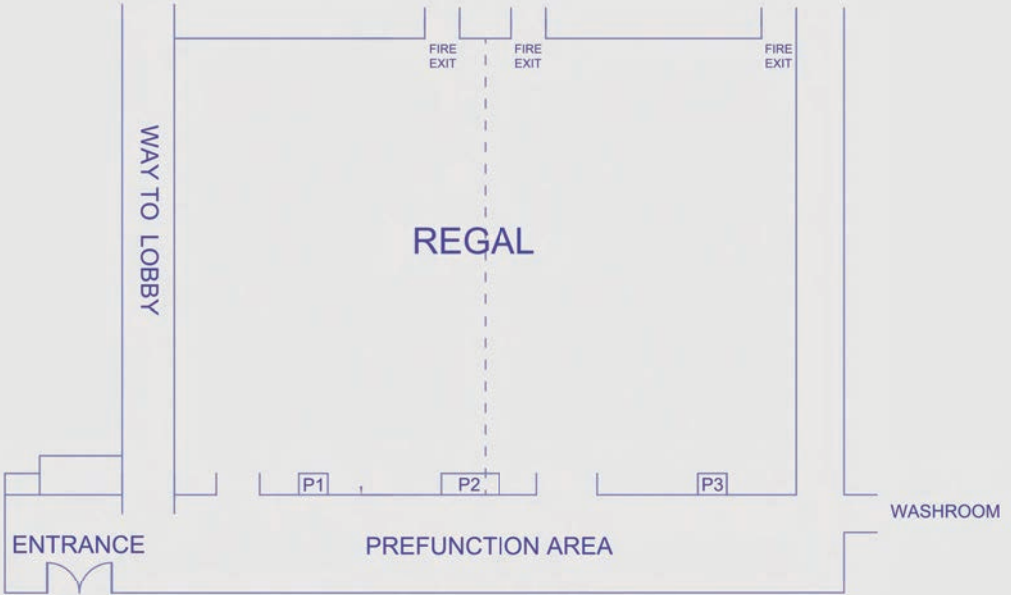 FIRE
EXIT
FIRE
EXIT
FIRE
EXIT
WAY TO LOBBY
REGAL
P1
P2
P3
WASHROOM
ENTRANCE
PREFUNCTION AREA